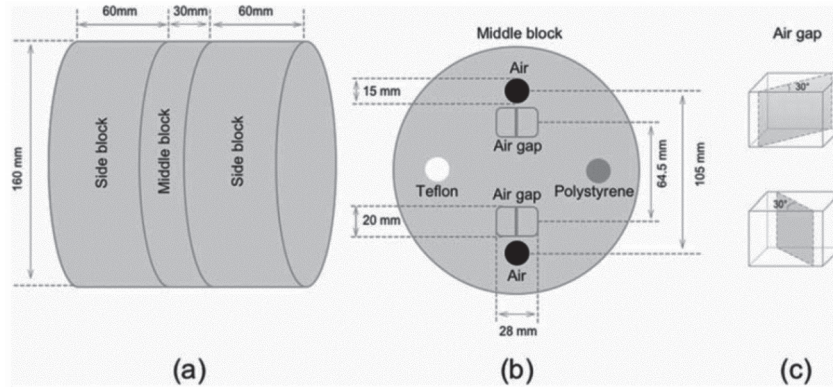 60mm 30mm 60mm
160 mm
Side block
Middle block
Side block
(a)
Middle block
Air
15 mm
Air gap
Teflon
Polystyrene
Air gap
20 mm
Air
28 mm
64.5 mm
105 mm
(b)
Air gap
30°
30°
(c)